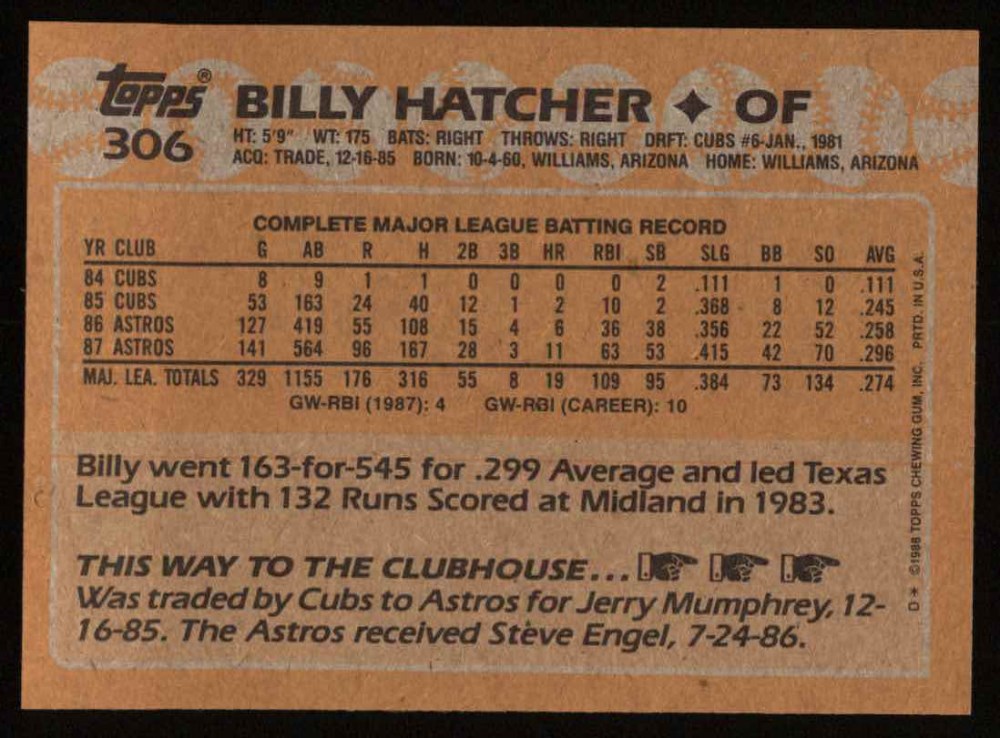 topps® BILLY HATCHER ✦ OF
306 HT: 5'9" WT: 175 BATS: RIGHT THROWS: RIGHT DRFT: CUBS #6-JAN., 1981
ACQ: TRADE, 12-16-85 BORN: 10-4-60, WILLIAMS, ARIZONA HOME: WILLIAMS, ARIZONA
COMPLETE MAJOR LEAGUE BATTING RECORD
YR CLUB G AB R H 2B 3B HR RBI SB SLG BB SO AVG
84 CUBS 8 9 1 1 0 0 0 0 2 .111 1 0 .111
85 CUBS 53 163 24 40 12 1 2 10 2 .368 8 12 .245
86 ASTROS 127 419 55 108 15 4 6 36 38 .356 22 52 .258
87 ASTROS 141 564 96 167 28 3 11 63 53 .415 42 70 .296
MAJ. LEA. TOTALS 329 1155 176 316 55 8 19 109 95 .384 73 134 .274
GW-RBI (1987): 4 GW-RBI (CAREER): 10
Billy went 163-for-545 for .299 Average and led Texas
League with 132 Runs Scored at Midland in 1983.
THIS WAY TO THE CLUBHOUSE...
Was traded by Cubs to Astros for Jerry Mumphrey, 12-
16-85. The Astros received Steve Engel, 7-24-86.
D* ©1988 TOPPS CHEWING GUM, INC. PRTD. IN U.S.A.